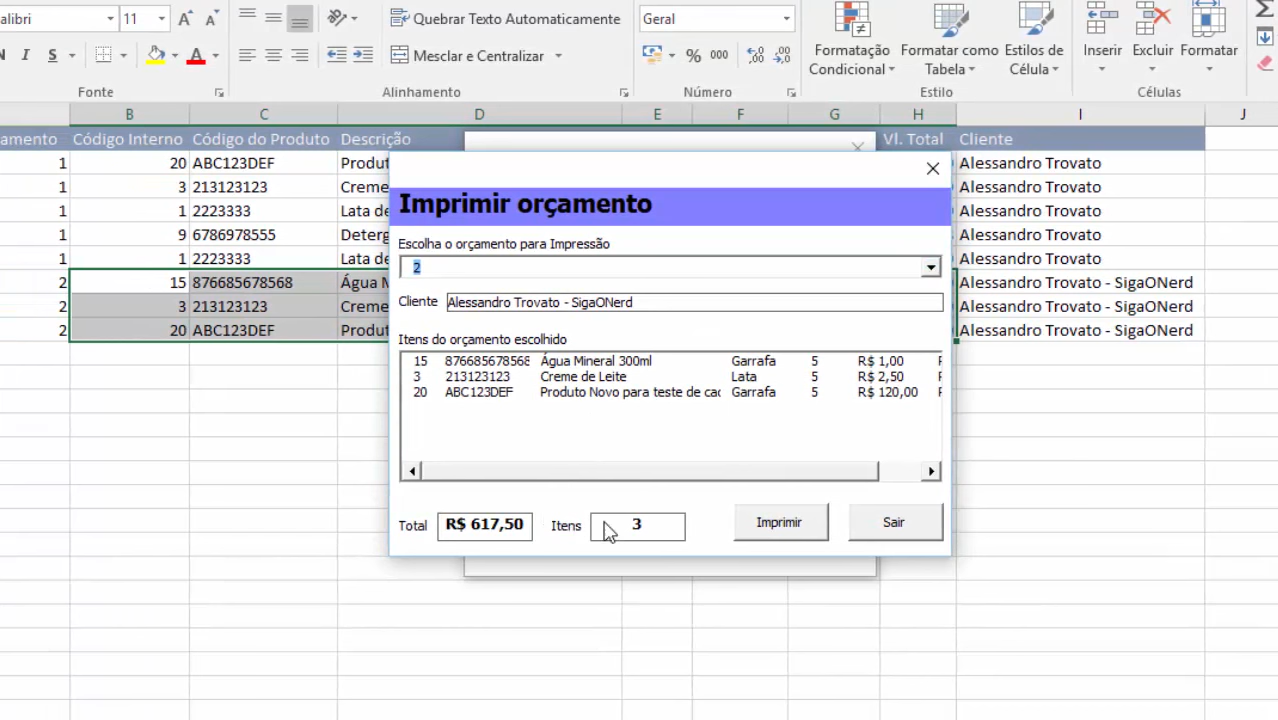 alibri 11 Quebrar Texto Automaticamente Geral
N I S A Mesclar e Centralizar % 000
Formatação Condicional
Formatar como Tabela
Estilos de Célula
Inserir Excluir Formatar
Fonte Alinhamento Número Estilo Células
B C D E F G H I J
amento Código Interno Código do Produto Descrição Vl. Total Cliente
1 20 ABC123DEF Produt Alessandro Trovato
1 3 213123123 Creme Alessandro Trovato
1 1 2223333 Lata de Alessandro Trovato
1 9 6786978555 Deterg Alessandro Trovato
1 1 2223333 Lata de Alessandro Trovato
2 15 876685678568 Água M Alessandro Trovato - SigaONerd
2 3 213123123 Creme Alessandro Trovato - SigaONerd
2 20 ABC123DEF Produt Alessandro Trovato - SigaONerd
Imprimir orçamento
Escolha o orçamento para Impressão
2
Cliente Alessandro Trovato - SigaONerd
Itens do orçamento escolhido
15 876685678568 Água Mineral 300ml Garrafa 5 R$ 1,00
3 213123123 Creme de Leite Lata 5 R$ 2,50
20 ABC123DEF Produto Novo para teste de cad Garrafa 5 R$ 120,00
Total R$ 617,50 Itens 3 Imprimir Sair